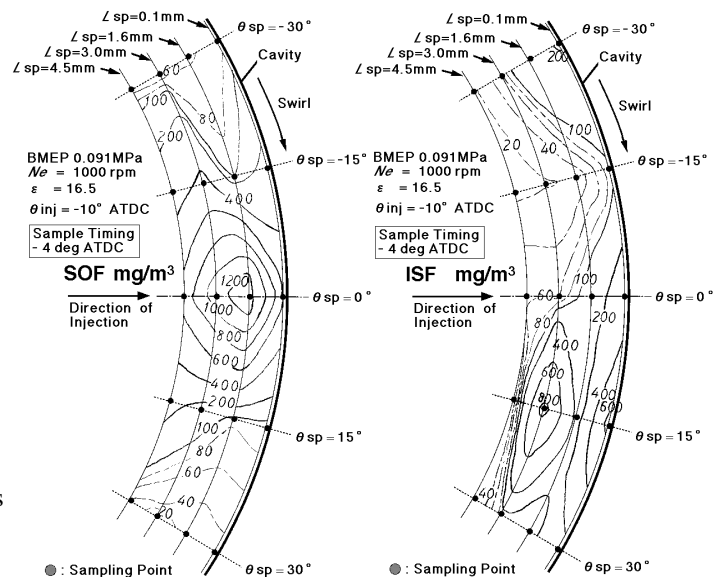 ∠sp=0.1mm
∠sp=1.6mm
∠sp=3.0mm
∠sp=4.5mm
θsp=-30°
Cavity
Swirl
60
100
200
80
BMEP 0.091MPa
Ne = 1000 rpm
ε = 16.5
θinj=-10° ATDC
Sample Timing
- 4 deg ATDC
θsp=-15°
400
SOF mg/m³
Direction of
Injection
1200
1000
800
600
400
200
100
80
60
40
20
θsp=0°
θsp=15°
θsp=30°
: Sampling Point
s
∠sp=0.1mm
∠sp=1.6mm
∠sp=3.0mm
∠sp=4.5mm
θsp=-30°
200
Cavity
Swirl
100
40
20
BMEP 0.091MPa
Ne = 1000 rpm
ε = 16.5
θinj=-10° ATDC
Sample Timing
- 4 deg ATDC
θsp=-15°
ISF mg/m³
Direction of
Injection
100
60
80
200
θsp=0°
400
600
800
400
600
θsp=15°
40
θsp=30°
: Sampling Point